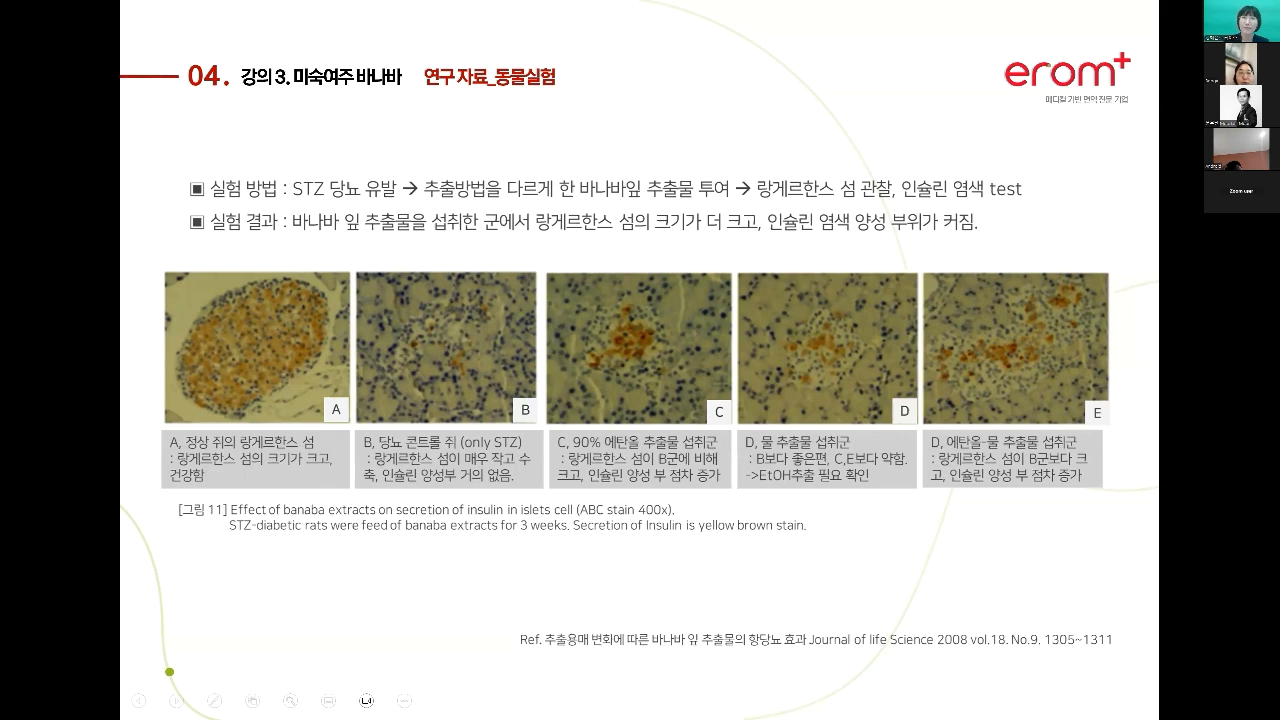 04. 강의 3. 미숙여주 바나바 연구 자료_동물실험
erom+
메디칼 기반 면역 전문 기업
▣ 실험 방법 : STZ 당뇨 유발 → 추출방법을 다르게 한 바나바잎 추출물 투여 → 랑게르한스 섬 관찰, 인슐린 염색 test
▣ 실험 결과 : 바나바 잎 추출물을 섭취한 군에서 랑게르한스 섬의 크기가 더 크고, 인슐린 염색 양성 부위가 커짐.
A
B
C
D
E
A, 정상 쥐의 랑게르한스 섬
: 랑게르한스 섬의 크기가 크고,
건강함
B, 당뇨 콘트롤 쥐 (only STZ)
: 랑게르한스 섬이 매우 작고 수
축, 인슐린 양성부 거의 없음.
C, 90% 에탄올 추출물 섭취군
: 랑게르한스 섬이 B군에 비해
크고, 인슐린 양성 부 점차 증가
D, 물 추출물 섭취군
: B보다 좋은편, C,E보다 약함.
->EtOH추출 필요 확인
D, 에탄올-물 추출물 섭취군
: 랑게르한스 섬이 B군보다 크
고, 인슐린 양성 부 점차 증가
[그림 11] Effect of banaba extracts on secretion of insulin in islets cell (ABC stain 400x).
STZ-diabetic rats were feed of banaba extracts for 3 weeks. Secretion of Insulin is yellow brown stain.
Ref. 추출용매 변화에 따른 바나바 잎 추출물의 항당뇨 효과 Journal of life Science 2008 vol.18. No.9. 1305~1311
Android
Zoom user